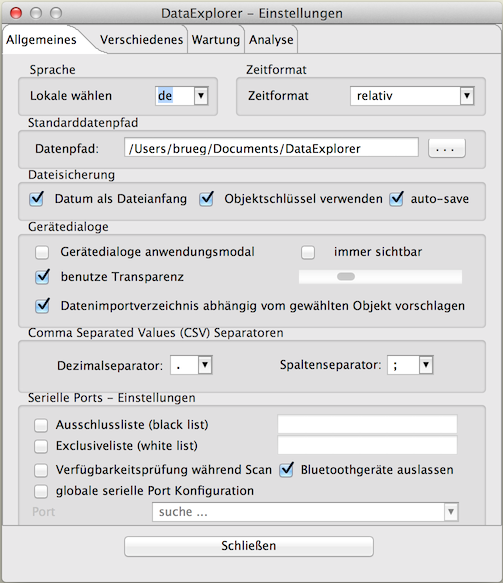 DataExplorer – Einstellungen
Allgemeines Verschiedenes Wartung Analyse
Sprache Zeitformat
Lokale wählen de Zeitformat relativ
Standarddatenpfad
Datenpfad: /Users/brueg/Documents/DataExplorer ...
Dateisicherung
Datum als Dateianfang Objektschlüssel verwenden auto-save
Gerätedialoge
Gerätedialoge anwendungsmodal immer sichtbar
benutze Transparenz
Datenimportverzeichnis abhängig vom gewählten Objekt vorschlagen
Comma Separated Values (CSV) Separatoren
Dezimalseparator: . Spaltenseparator: ;
Serielle Ports – Einstellungen
Ausschlussliste (black list)
Exclusiveliste (white list)
Verfügbarkeitsprüfung während Scan Bluetoothgeräte auslassen
globale serielle Port Konfiguration
Port suche ...
Schließen